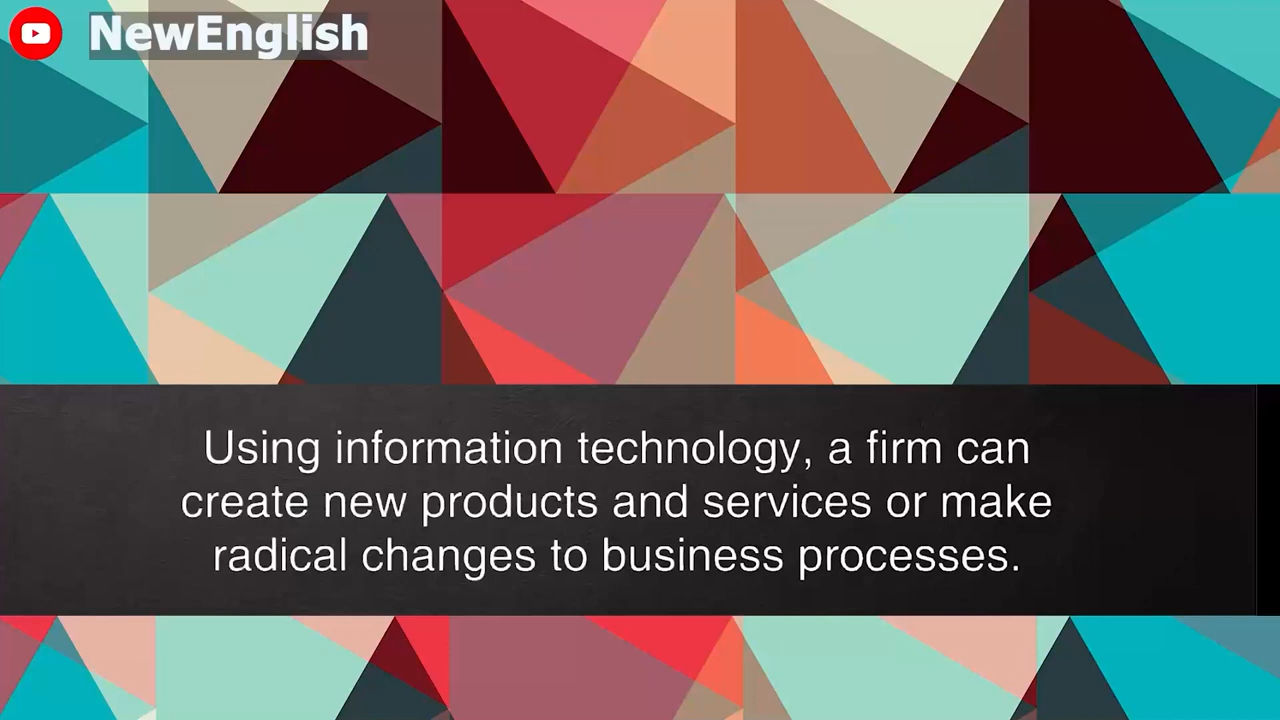 NewEnglish
Using information technology, a firm can
create new products and services or make
radical changes to business processes.